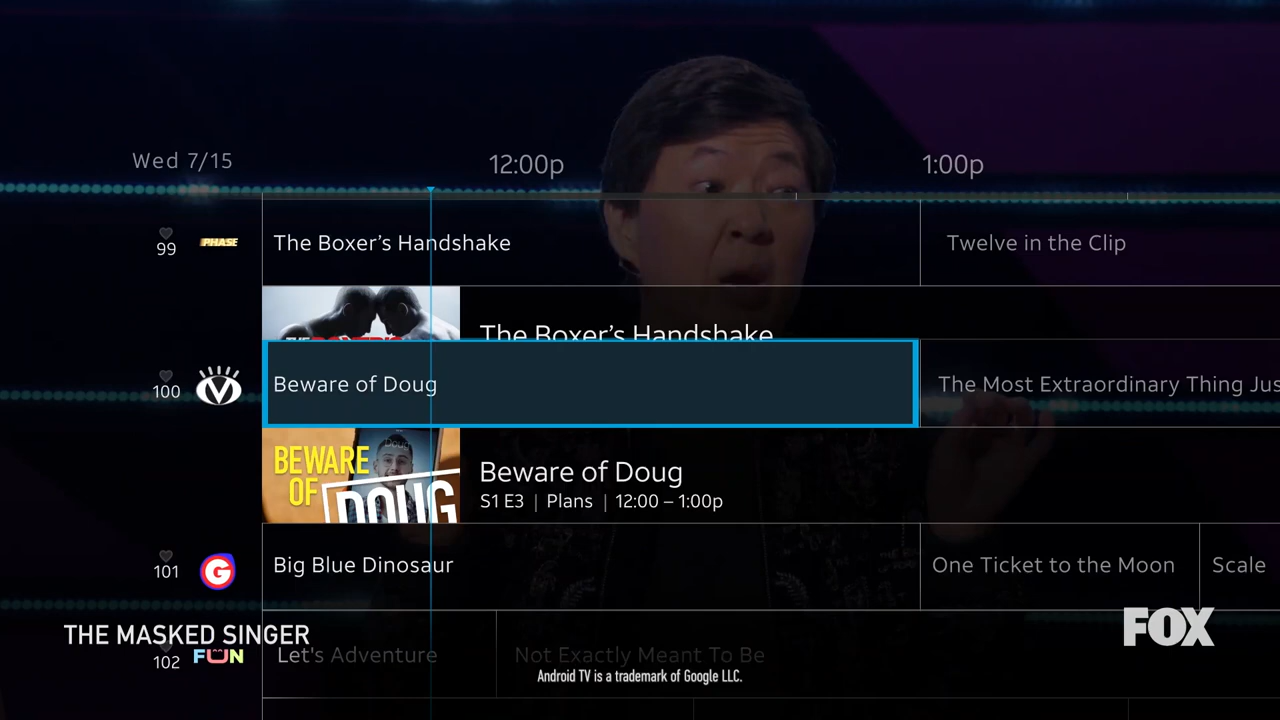 Wed 7/15
12:00p
1:00p
99
PHASE
The Boxer’s Handshake
Twelve in the Clip
The Boxer’s Handshake
100
V
Beware of Doug
The Most Extraordinary Thing Jus
BEWARE
OF
DOUG
Doug
Beware of Doug
S1 E3 | Plans | 12:00 – 1:00p
101
G
Big Blue Dinosaur
One Ticket to the Moon
Scale
THE MASKED SINGER
FOX
102
FUN
Let's Adventure
Not Exactly Meant To Be
Android TV is a trademark of Google LLC.